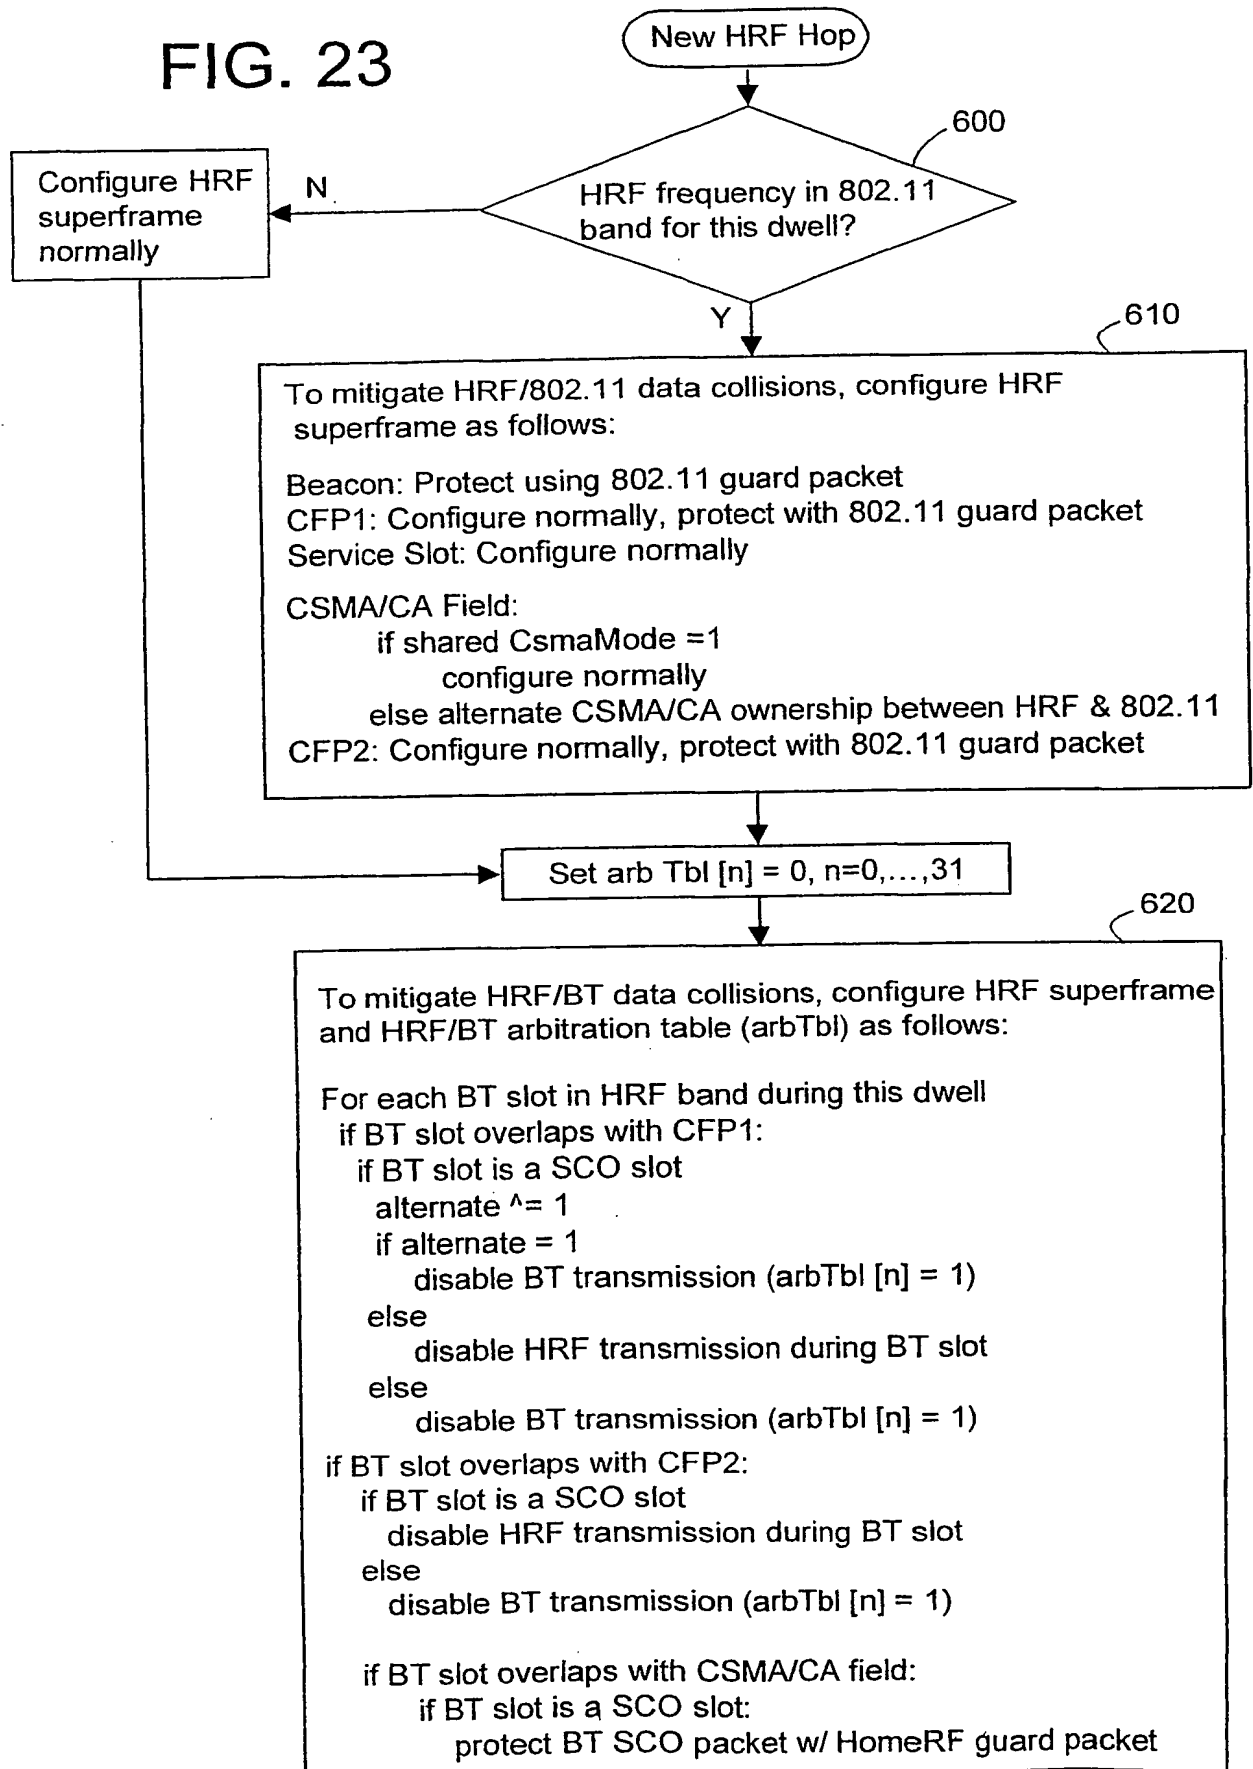 FIG. 23
New HRF Hop
600
HRF frequency in 802.11
band for this dwell?
N
Configure HRF
superframe
normally
Y
610
To mitigate HRF/802.11 data collisions, configure HRF
superframe as follows:
Beacon: Protect using 802.11 guard packet
CFP1: Configure normally, protect with 802.11 guard packet
Service Slot: Configure normally
CSMA/CA Field:
if shared CsmaMode =1
configure normally
else alternate CSMA/CA ownership between HRF & 802.11
CFP2: Configure normally, protect with 802.11 guard packet
Set arb Tbl [n] = 0, n=0,...,31
620
To mitigate HRF/BT data collisions, configure HRF superframe
and HRF/BT arbitration table (arbTbl) as follows:
For each BT slot in HRF band during this dwell
if BT slot overlaps with CFP1:
if BT slot is a SCO slot
alternate ^= 1
if alternate = 1
disable BT transmission (arbTbl [n] = 1)
else
disable HRF transmission during BT slot
else
disable BT transmission (arbTbl [n] = 1)
if BT slot overlaps with CFP2:
if BT slot is a SCO slot
disable HRF transmission during BT slot
else
disable BT transmission (arbTbl [n] = 1)
if BT slot overlaps with CSMA/CA field:
if BT slot is a SCO slot:
protect BT SCO packet w/ HomeRF guard packet